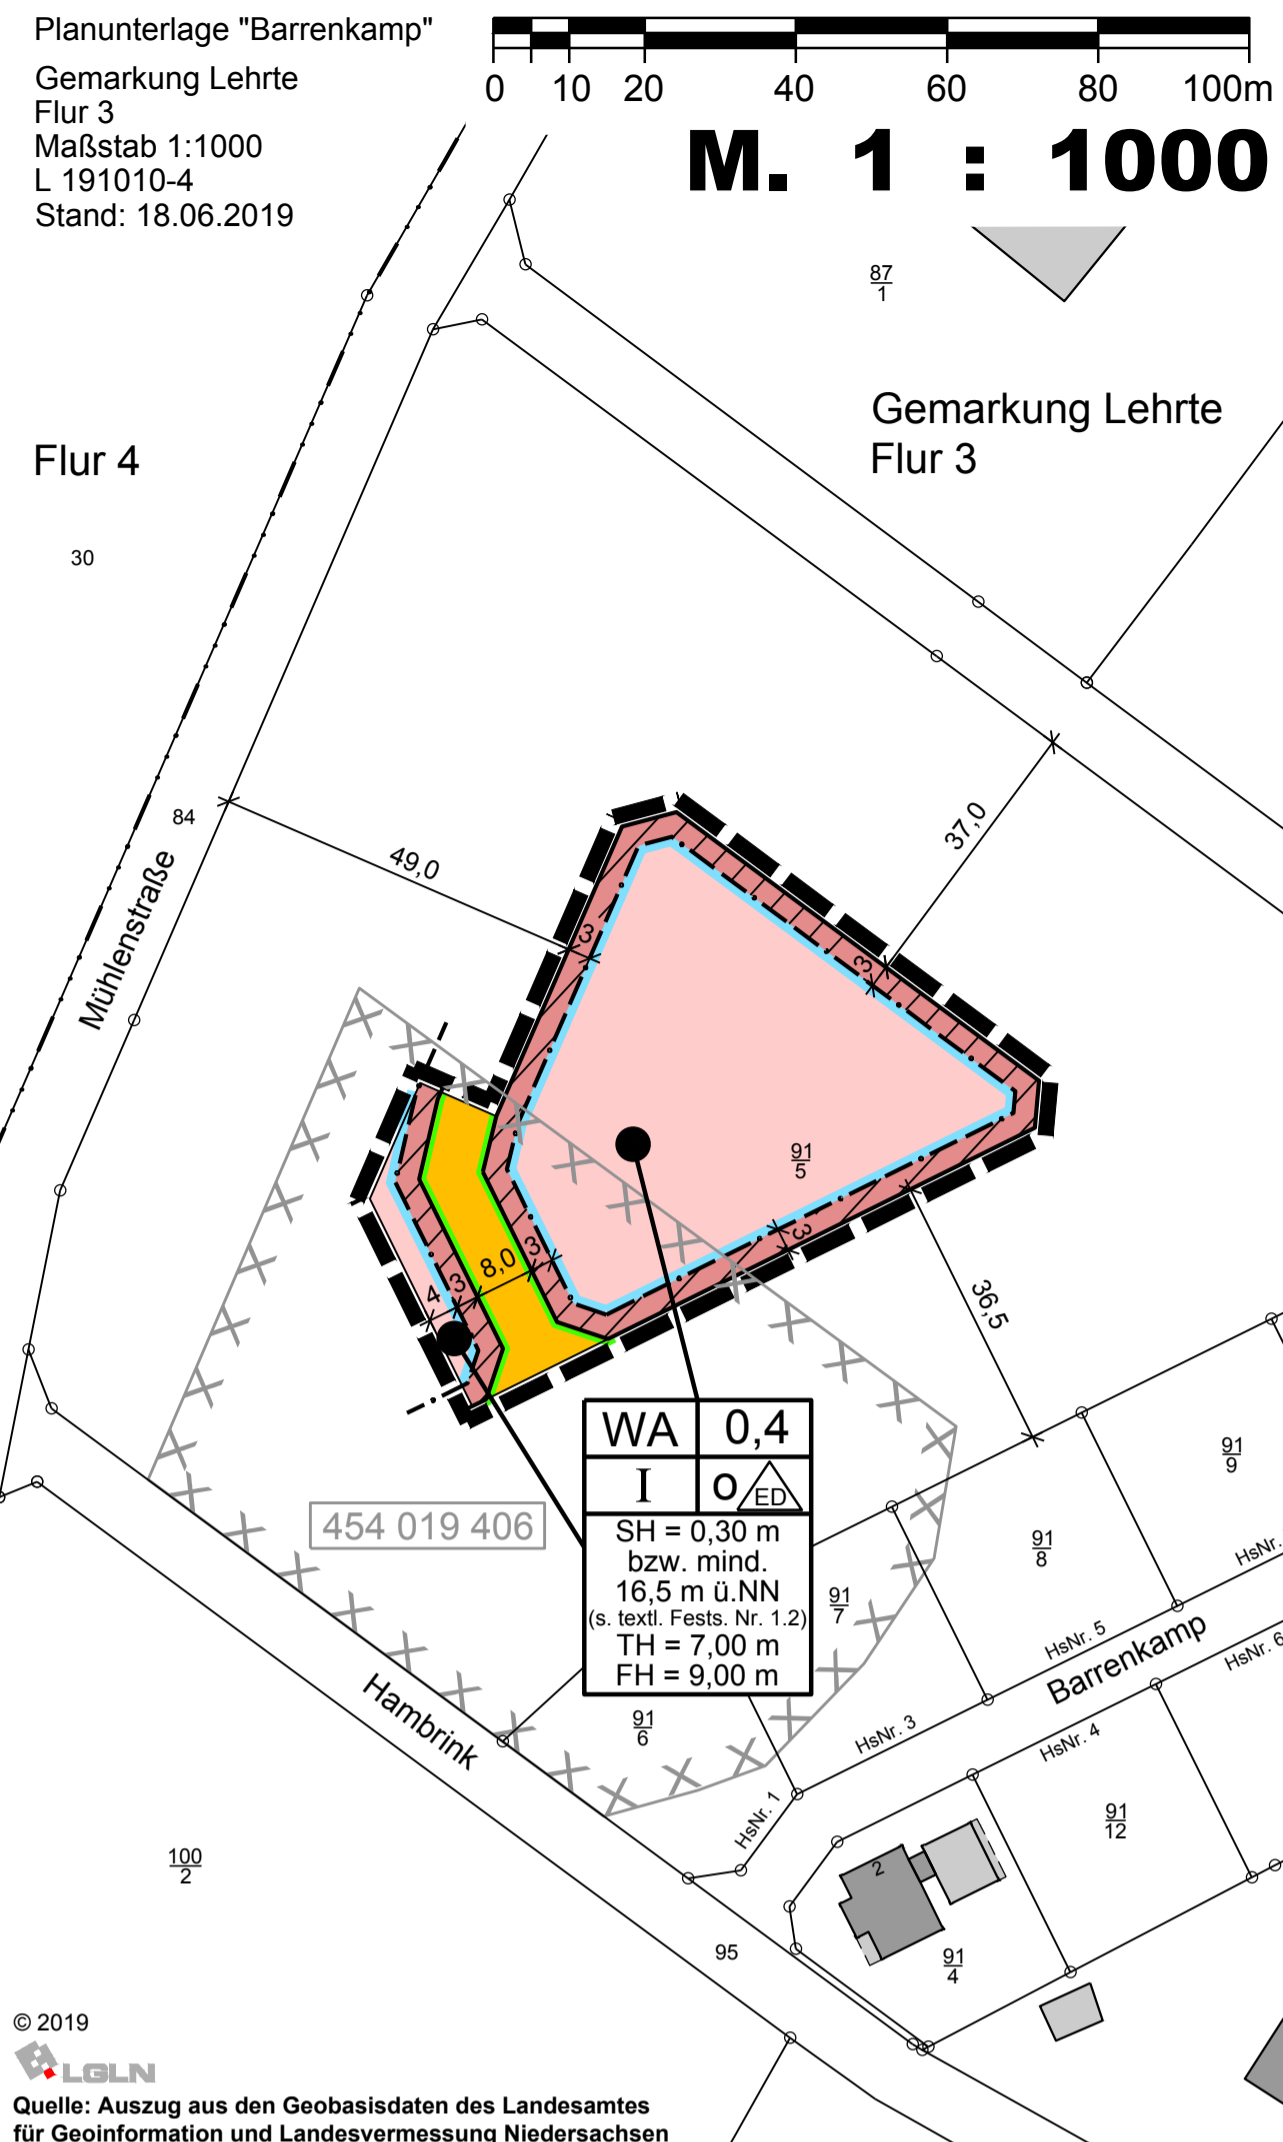 Planunterlage "Barrenkamp"
Gemarkung Lehrte
Flur 3
Maßstab 1:1000
L 191010-4
Stand: 18.06.2019
0 10 20 40 60 80 100m
M. 1 : 1000
87
1
Gemarkung Lehrte
Flur 3
Flur 4
30
84
Mühlenstraße
49,0
37,0
3
3
91
5
3
8,0
3
3
4
36,5
WA 0,4
I o ED
SH = 0,30 m
bzw. mind.
16,5 m ü.NN
(s. textl. Fests. Nr. 1.2)
TH = 7,00 m
FH = 9,00 m
454 019 406
91
9
91
8
91
7
91
6
HsNr.
HsNr. 5
HsNr. 6
Barrenkamp
HsNr. 3
HsNr. 4
HsNr. 1
Hambrink
91
12
2
91
4
100
2
95
© 2019
LGLN
Quelle: Auszug aus den Geobasisdaten des Landesamtes
für Geoinformation und Landesvermessung Niedersachsen